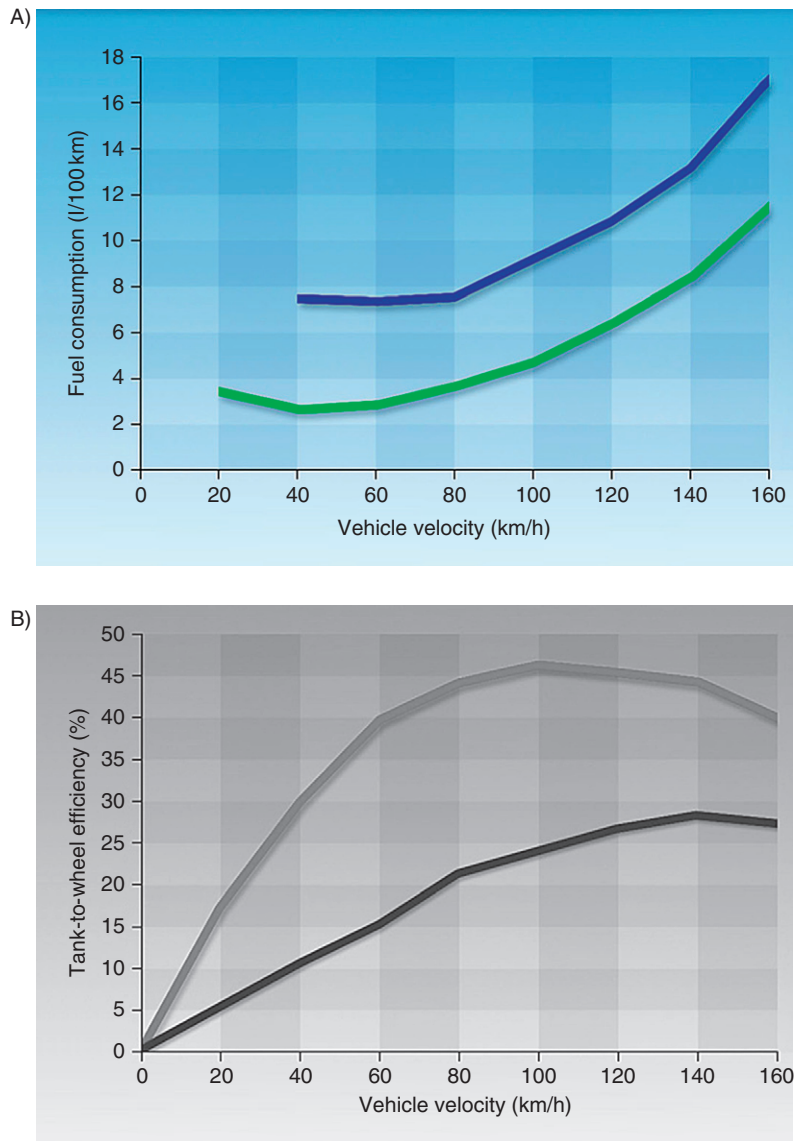 A)
18
16
14
12
10
8
6
4
2
0
Fuel consumption (l/100 km)
0 20 40 60 80 100 120 140 160
Vehicle velocity (km/h)
B)
50
45
40
35
30
25
20
15
10
5
0
Tank-to-wheel efficiency (%)
0 20 40 60 80 100 120 140 160
Vehicle velocity (km/h)